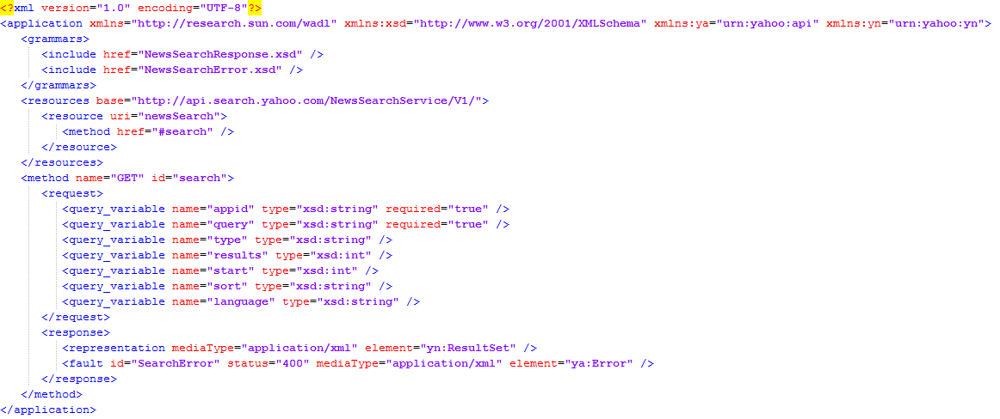 <?xml version="1.0" encoding="UTF-8"?>
<application xmlns="http://research.sun.com/wadl" xmlns:xsd="http://www.w3.org/2001/XMLSchema" xmlns:ya="urn:yahoo:api" xmlns:yn="urn:yahoo:yn">
<grammars>
<include href="NewsSearchResponse.xsd" />
<include href="NewsSearchError.xsd" />
</grammars>
<resources base="http://api.search.yahoo.com/NewsSearchService/V1/">
<resource uri="newsSearch">
<method href="#search" />
</resource>
</resources>
<method name="GET" id="search">
<request>
<query_variable name="appid" type="xsd:string" required="true" />
<query_variable name="query" type="xsd:string" required="true" />
<query_variable name="type" type="xsd:string" />
<query_variable name="results" type="xsd:int" />
<query_variable name="start" type="xsd:int" />
<query_variable name="sort" type="xsd:string" />
<query_variable name="language" type="xsd:string" />
</request>
<response>
<representation mediaType="application/xml" element="yn:ResultSet" />
<fault id="SearchError" status="400" mediaType="application/xml" element="ya:Error" />
</response>
</method>
</application>